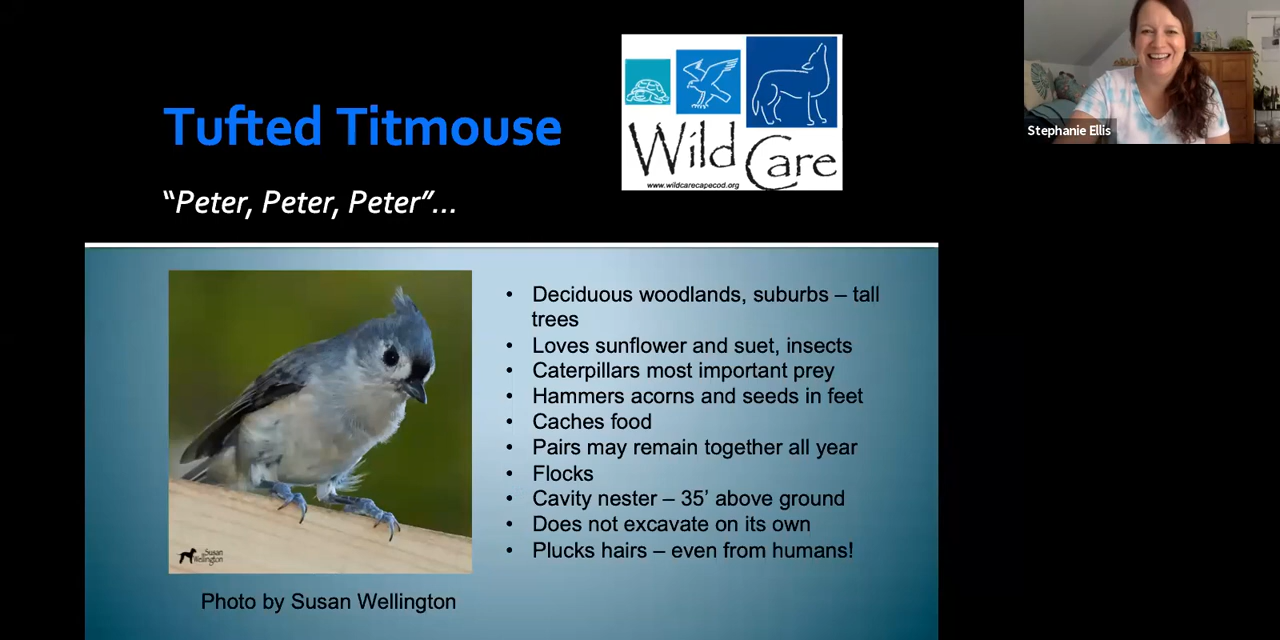 Tufted Titmouse
"Peter, Peter, Peter"...
Wild Care
www.wildcarecapecod.org
Stephanie Ellis
• Deciduous woodlands, suburbs – tall
trees
• Loves sunflower and suet, insects
• Caterpillars most important prey
• Hammers acorns and seeds in feet
• Caches food
• Pairs may remain together all year
• Flocks
• Cavity nester – 35’ above ground
• Does not excavate on its own
• Plucks hairs – even from humans!
Susan
Wellington
Photo by Susan Wellington